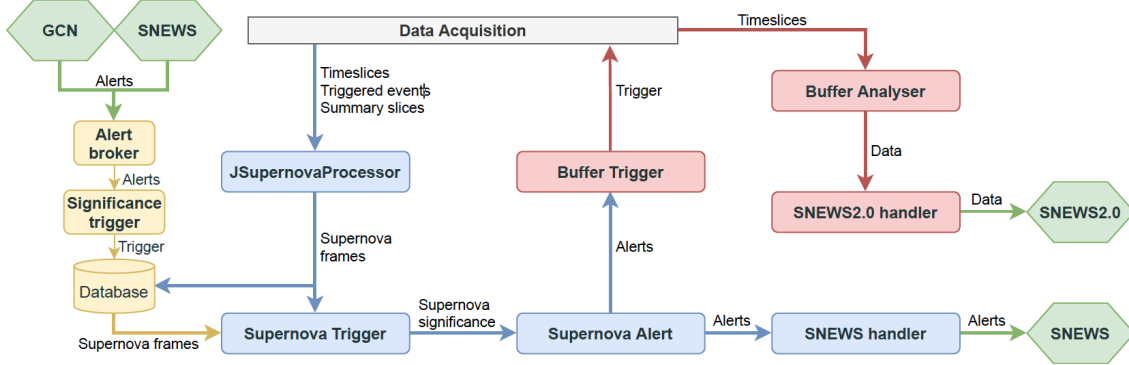 GCN
SNEWS
Alerts
Alert
broker
Alerts
Significance
trigger
Trigger
Database
Supernova frames
Data Acquisition
Timeslices
Triggered events
Summary slices
JSupernovaProcessor
Supernova
frames
Supernova Trigger
Supernova
significance
Supernova Alert
Alerts
Buffer Trigger
Trigger
Timeslices
Buffer Analyser
Data
SNEWS2.0 handler
Data
SNEWS2.0
Alerts
SNEWS handler
Alerts
SNEWS